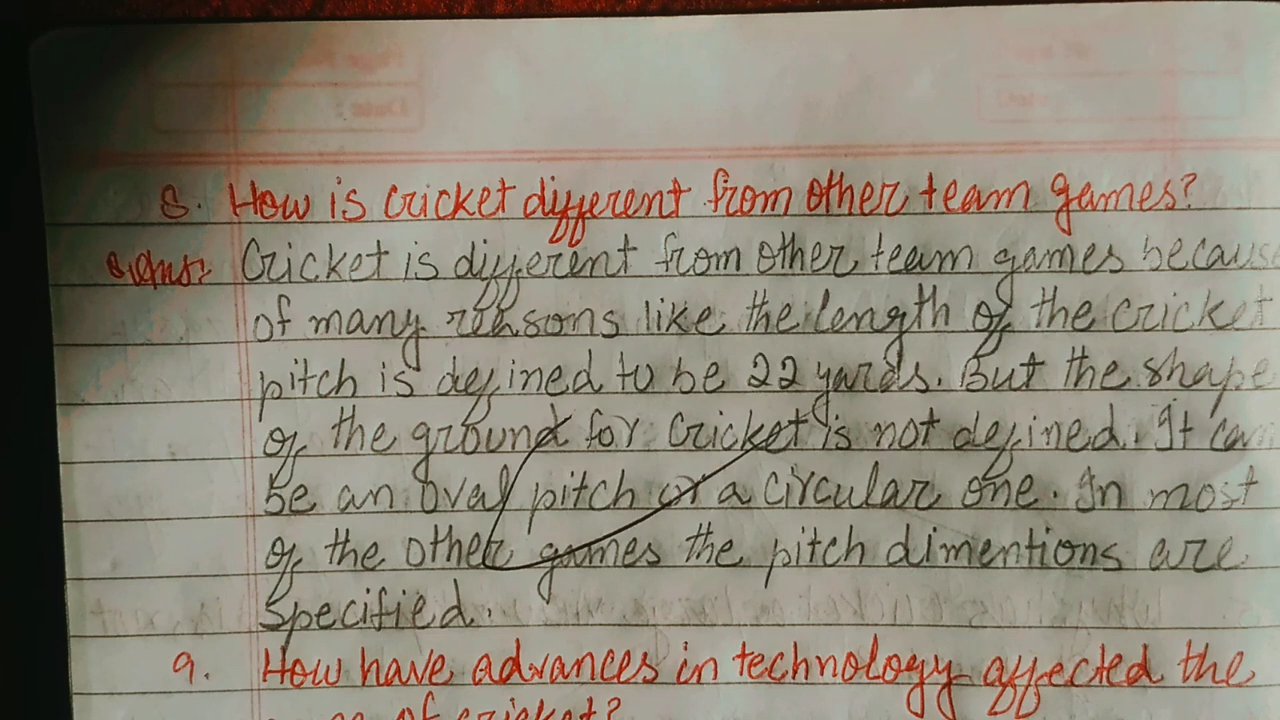 8. How is cricket different from other team games?
Ans: Cricket is different from other team games because
of many reasons like the length of the cricket
pitch is defined to be 22 yards. But the shape
of the ground for cricket is not defined. It can
be an oval pitch or a circular one. In most
of the other games the pitch dimentions are
specified.
9. How have advances in technology affected the
of cricket?